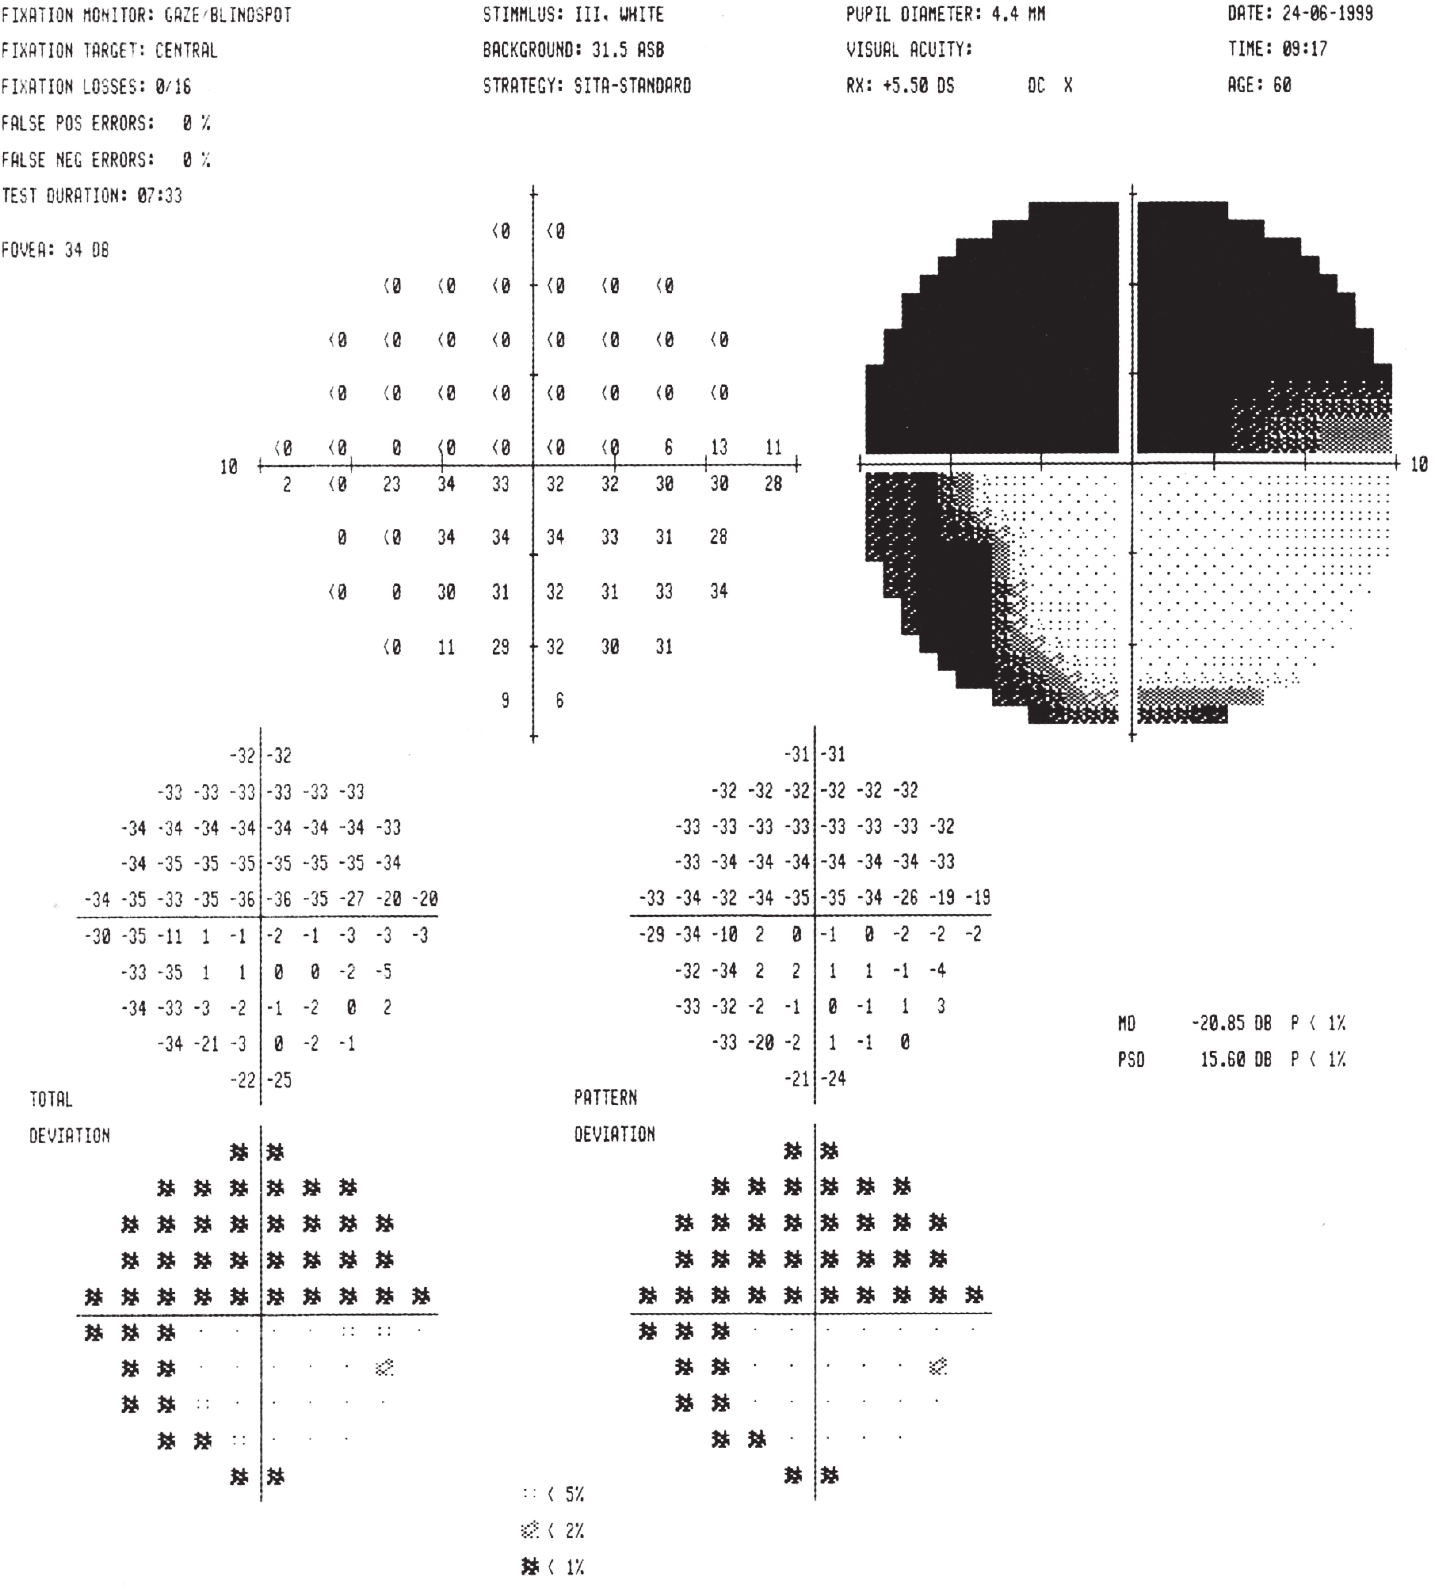 FIXATION MONITOR: GAZE/BLINDSPOT
FIXATION TARGET: CENTRAL
FIXATION LOSSES: 0/16
FALSE POS ERRORS: 0 %
FALSE NEG ERRORS: 0 %
TEST DURATION: 07:33
FOVEA: 34 DB
STIMMLUS: III, WHITE
BACKGROUND: 31.5 ASB
STRATEGY: SITA-STANDARD
PUPIL DIAMETER: 4.4 MM
VISUAL ACUITY:
RX: +5.50 DS DC X
DATE: 24-06-1999
TIME: 09:17
AGE: 60
<0 <0
<0 <0 <0 <0 <0 <0
<0 <0 <0 <0 <0 <0 <0 <0
<0 <0 <0 <0 <0 <0 <0 <0
<0 <0 0 <0 <0 <0 <0 6 13 11
10
2 <0 23 34 33 32 32 30 30 28
0 <0 34 34 34 33 31 28
<0 0 30 31 32 31 33 34
<0 11 29 32 30 31
9 6
10
-32 -32
-33 -33 -33 -33 -33 -33
-34 -34 -34 -34 -34 -34 -34 -33
-34 -35 -35 -35 -35 -35 -35 -34
-34 -35 -33 -35 -36 -36 -35 -27 -20 -20
-30 -35 -11 1 -1 -2 -1 -3 -3 -3
-33 -35 1 1 0 0 -2 -5
-34 -33 -3 -2 -1 -2 0 2
-34 -21 -3 0 -2 -1
-22 -25
TOTAL
DEVIATION
-31 -31
-32 -32 -32 -32 -32 -32
-33 -33 -33 -33 -33 -33 -33 -32
-33 -34 -34 -34 -34 -34 -34 -33
-33 -34 -32 -34 -35 -35 -34 -26 -19 -19
-29 -34 -10 2 0 -1 0 -2 -2 -2
-32 -34 2 2 1 1 -1 -4
-33 -32 -2 -1 0 -1 1 3
-33 -20 -2 1 -1 0
-21 -24
PATTERN
DEVIATION
MD -20.85 DB P < 1%
PSD 15.60 DB P < 1%
< 5%
< 2%
< 1%